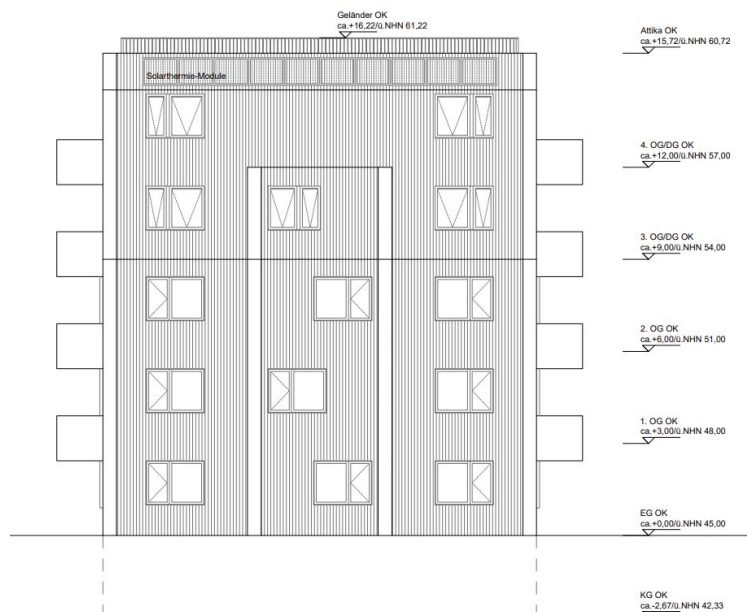 Geländer OK
ca.+16,22/ü.NHN 61,22
Attika OK
ca.+15,72/ü.NHN 60,72
Solarthermie-Module
4. OG/DG OK
ca.+12,00/ü.NHN 57,00
3. OG/DG OK
ca.+9,00/ü.NHN 54,00
2. OG OK
ca.+6,00/ü.NHN 51,00
1. OG OK
ca.+3,00/ü.NHN 48,00
EG OK
ca.+0,00/ü.NHN 45,00
KG OK
ca.-2,67/ü.NHN 42,33